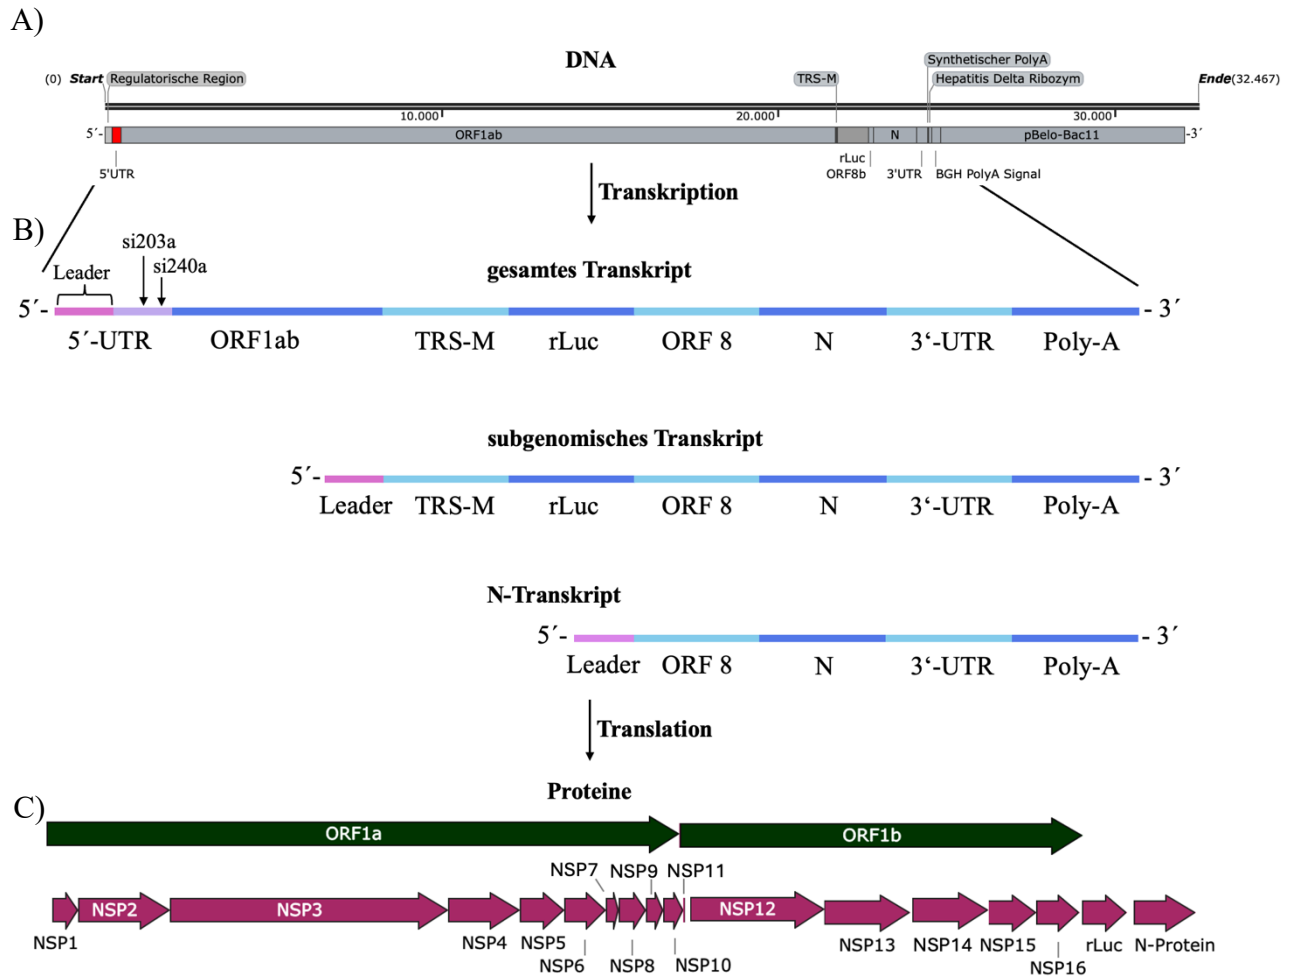 A)
DNA
Synthetischer PolyA
(0) Start Regulatorische Region TRS-M Hepatitis Delta Ribozym Ende(32.467)
10.000 20.000 30.000
5´- ORF1ab N pBelo-Bac11 -3´
rLuc
5'UTR ORF8b 3'UTR BGH PolyA Signal
Transkription
B)
si203a
si240a
Leader
gesamtes Transkript
5´- - 3´
5´-UTR ORF1ab TRS-M rLuc ORF 8 N 3‘-UTR Poly-A
subgenomisches Transkript
5´- - 3´
Leader TRS-M rLuc ORF 8 N 3‘-UTR Poly-A
N-Transkript
5´- - 3´
Leader ORF 8 N 3‘-UTR Poly-A
Translation
Proteine
C)
ORF1a ORF1b
NSP7 NSP9 NSP11
NSP2 NSP3 NSP12
NSP1 NSP4 NSP5 NSP13 NSP14 NSP15 rLuc N-Protein
NSP6 NSP8 NSP10 NSP16